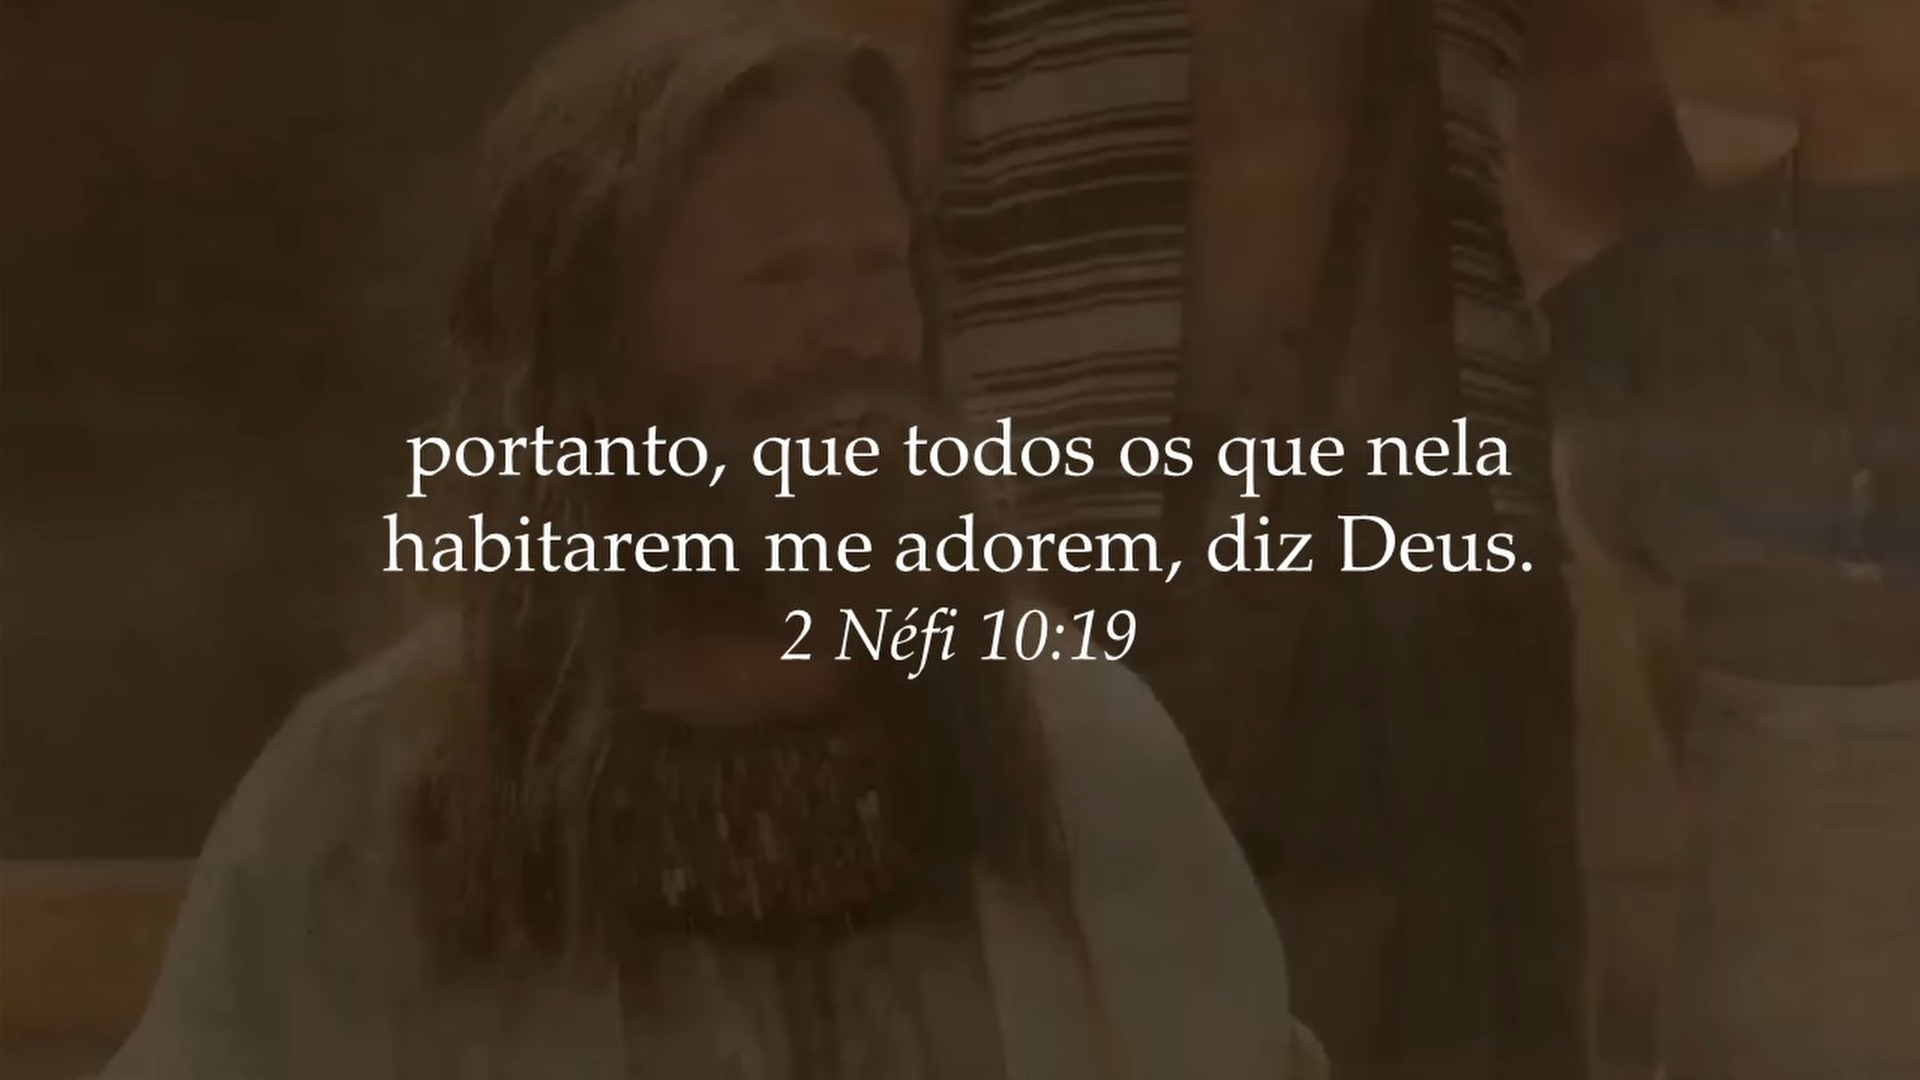 portanto, que todos os que nela
habitarem me adorem, diz Deus.
2 Néfi 10:19